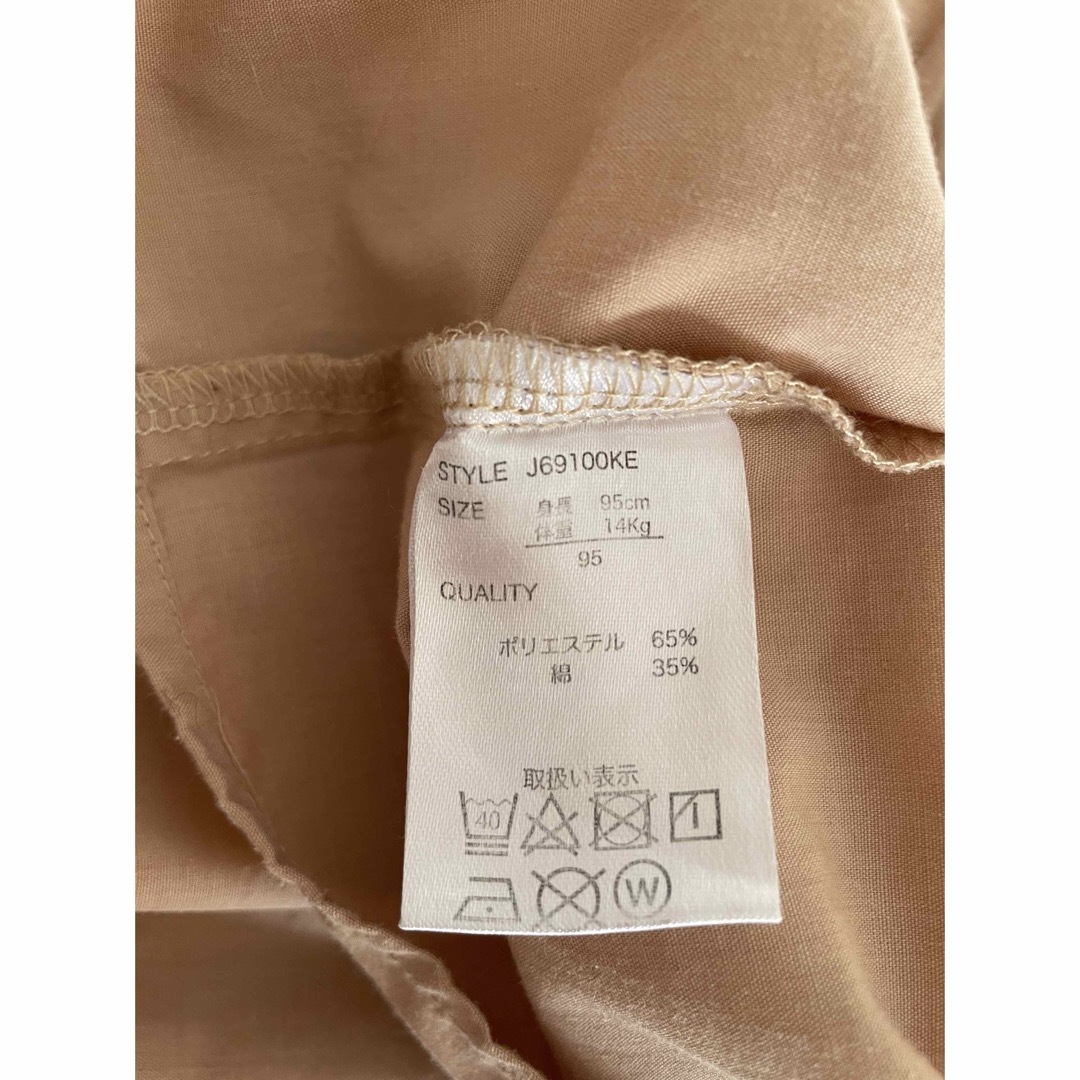 STYLE J69100KE
SIZE 身長 95cm
体重 14Kg
95
QUALITY
ポリエステル 65%
綿 35%
取扱い表示
40
W